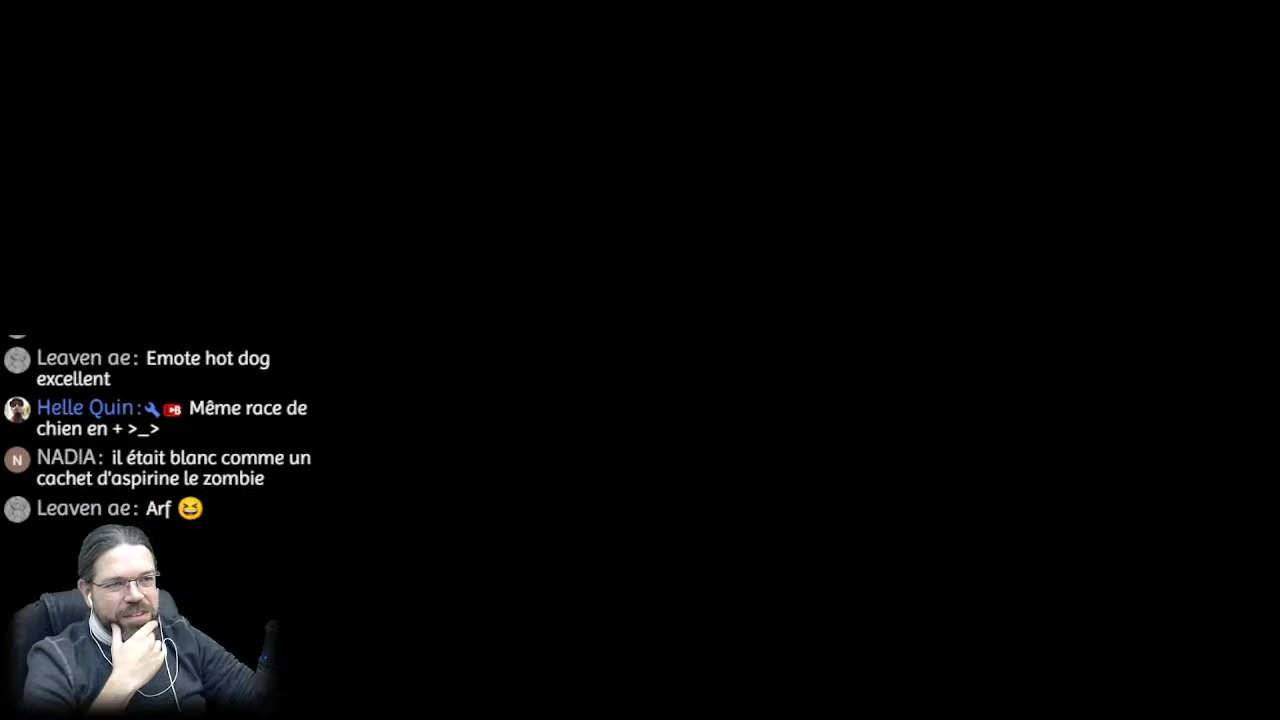 Leaven ae: Emote hot dog
excellent
Helle Quin: Même race de
chien en + >_>
N
NADIA: il était blanc comme un
cachet d'aspirine le zombie
Leaven ae: Arf 😆